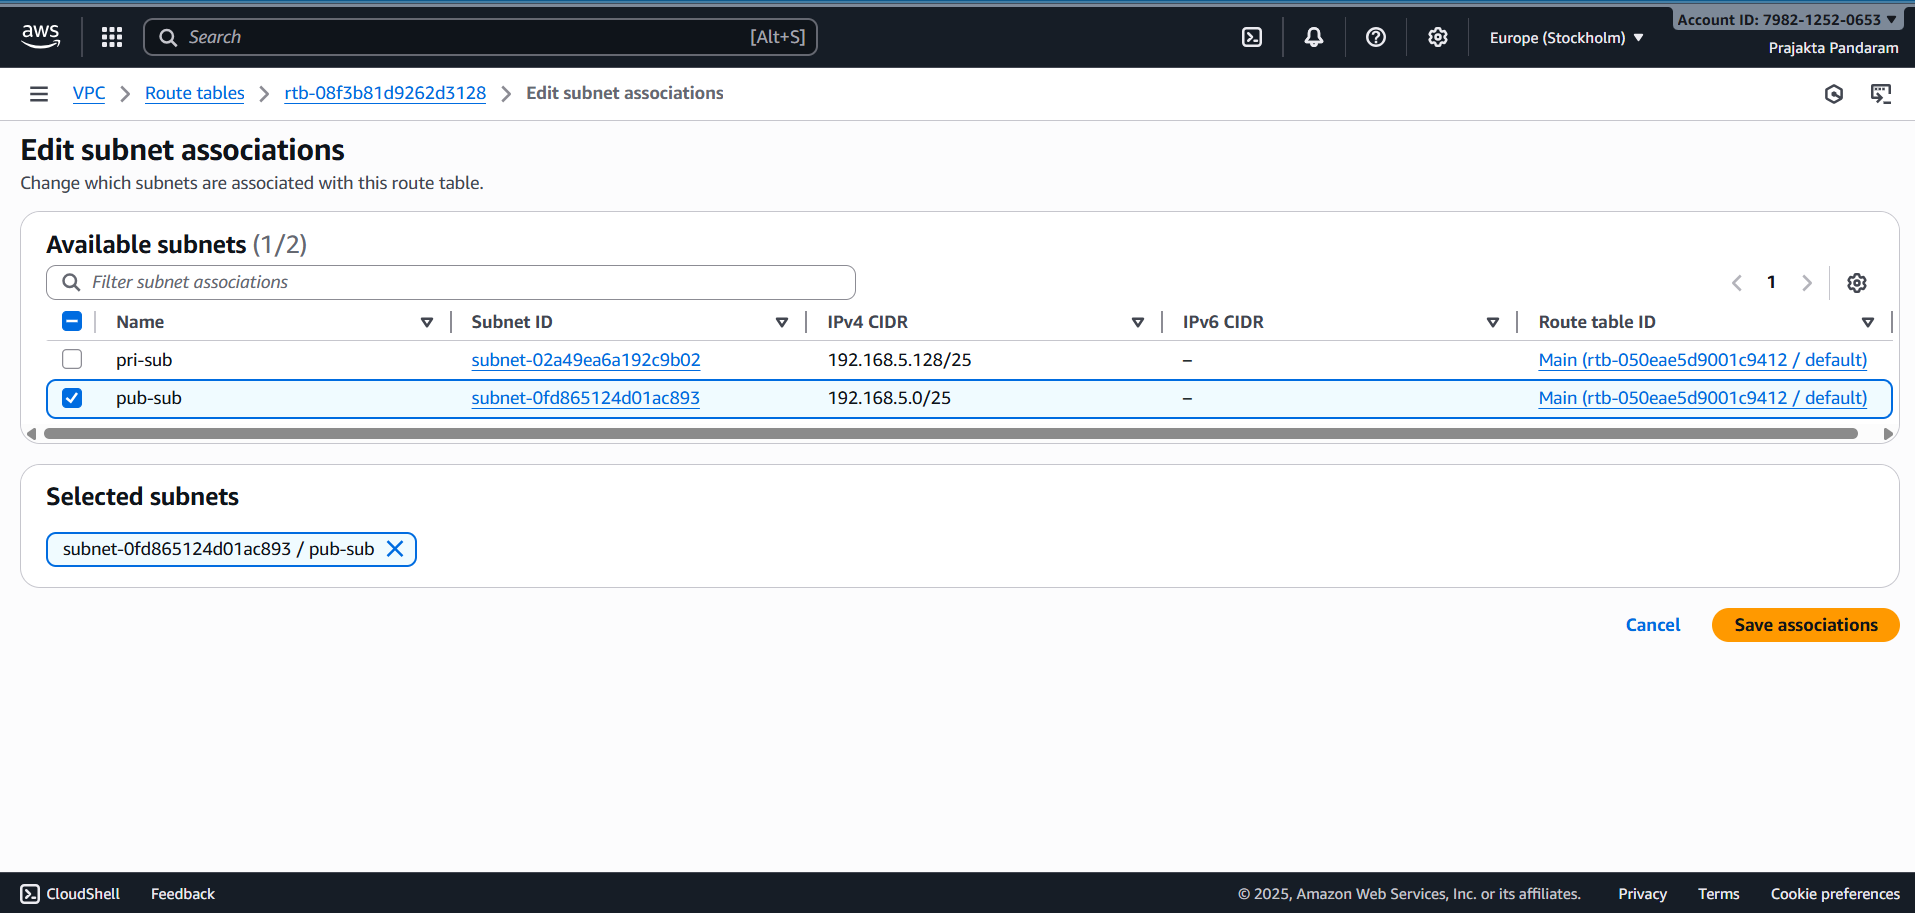 aws
Search [Alt+S]
Europe (Stockholm)
Account ID: 7982-1252-0653
Prajakta Pandaram
VPC Route tables rtb-08f3b81d9262d3128 Edit subnet associations
Edit subnet associations
Change which subnets are associated with this route table.
Available subnets (1/2)
Filter subnet associations
1
Name Subnet ID IPv4 CIDR IPv6 CIDR Route table ID
pri-sub subnet-02a49ea6a192c9b02 192.168.5.128/25 – Main (rtb-050eae5d9001c9412 / default)
pub-sub subnet-0fd865124d01ac893 192.168.5.0/25 – Main (rtb-050eae5d9001c9412 / default)
Selected subnets
subnet-0fd865124d01ac893 / pub-sub
Cancel Save associations
CloudShell Feedback © 2025, Amazon Web Services, Inc. or its affiliates. Privacy Terms Cookie preferences